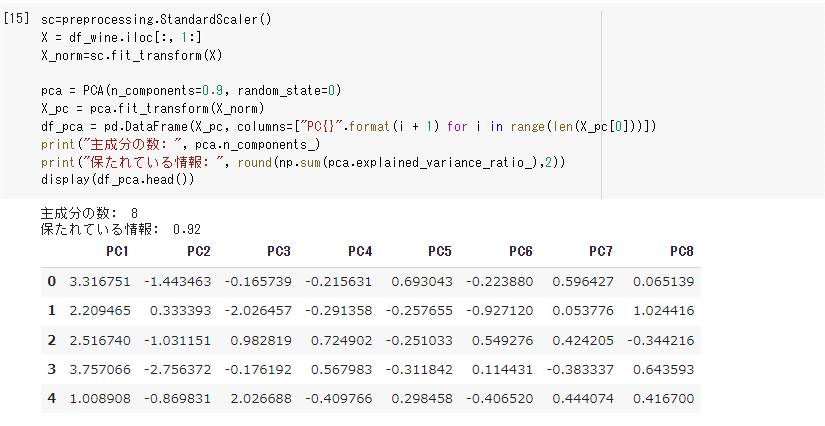 [15] sc=preprocessing.StandardScaler()
X = df_wine.iloc[:, 1:]
X_norm=sc.fit_transform(X)
pca = PCA(n_components=0.9, random_state=0)
X_pc = pca.fit_transform(X_norm)
df_pca = pd.DataFrame(X_pc, columns=["PC{}".format(i + 1) for i in range(len(X_pc[0]))])
print("主成分の数: ", pca.n_components_)
print("保たれている情報: ", round(np.sum(pca.explained_variance_ratio_),2))
display(df_pca.head())
主成分の数: 8
保たれている情報: 0.92
PC1 PC2 PC3 PC4 PC5 PC6 PC7 PC8
0 3.316751 -1.443463 -0.165739 -0.215631 0.693043 -0.223880 0.596427 0.065139
1 2.209465 0.333393 -2.026457 -0.291358 -0.257655 -0.927120 0.053776 1.024416
2 2.516740 -1.031151 0.982819 0.724902 -0.251033 0.549276 0.424205 -0.344216
3 3.757066 -2.756372 -0.176192 0.567983 -0.311842 0.114431 -0.383337 0.643593
4 1.008908 -0.869831 2.026688 -0.409766 0.298458 -0.406520 0.444074 0.416700